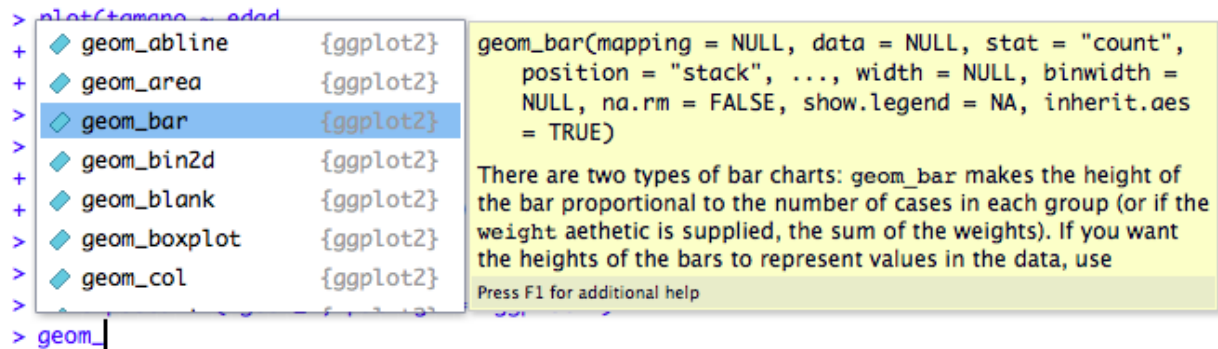 > plot(tamano ~ edad
+
+
>
>
+
+
>
>
>
> geom_
geom_abline {ggplot2}
geom_area {ggplot2}
geom_bar {ggplot2}
geom_bin2d {ggplot2}
geom_blank {ggplot2}
geom_boxplot {ggplot2}
geom_col {ggplot2}
geom_bar(mapping = NULL, data = NULL, stat = "count",
position = "stack", ..., width = NULL, binwidth =
NULL, na.rm = FALSE, show.legend = NA, inherit.aes
= TRUE)
There are two types of bar charts: geom_bar makes the height of
the bar proportional to the number of cases in each group (or if the
weight aethetic is supplied, the sum of the weights). If you want
the heights of the bars to represent values in the data, use
Press F1 for additional help